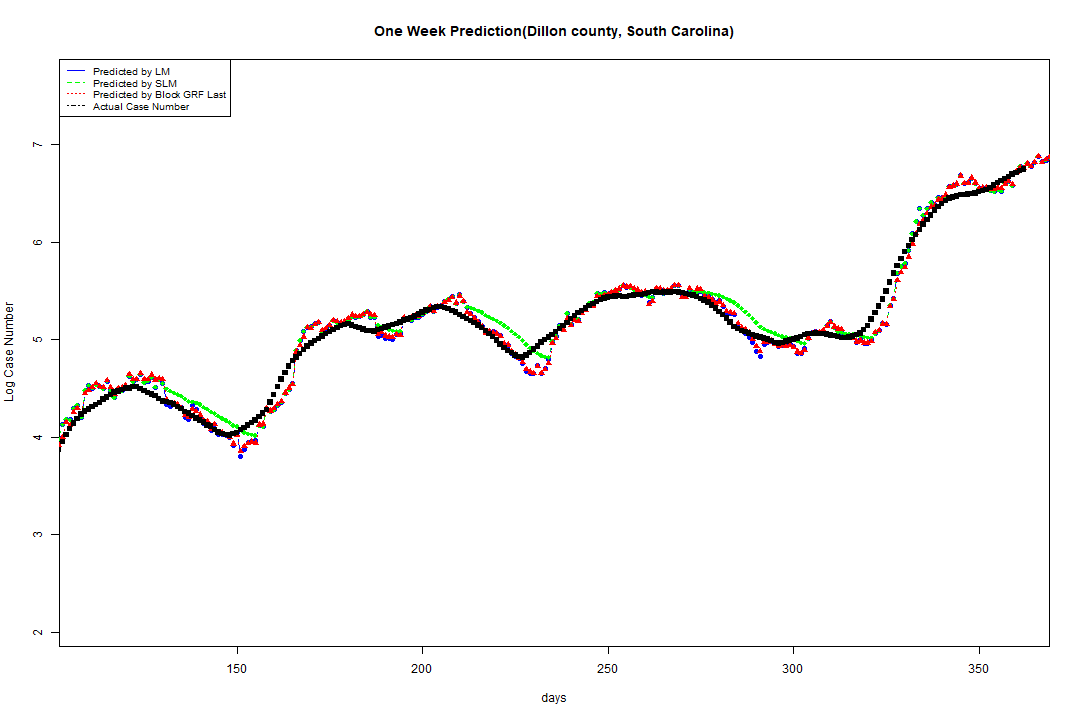 One Week Prediction(Dillon county, South Carolina)
Predicted by LM
Predicted by SLM
Predicted by Block GRF Last
Actual Case Number
7
6
5
4
3
2
Log Case Number
150 200 250 300 350
days